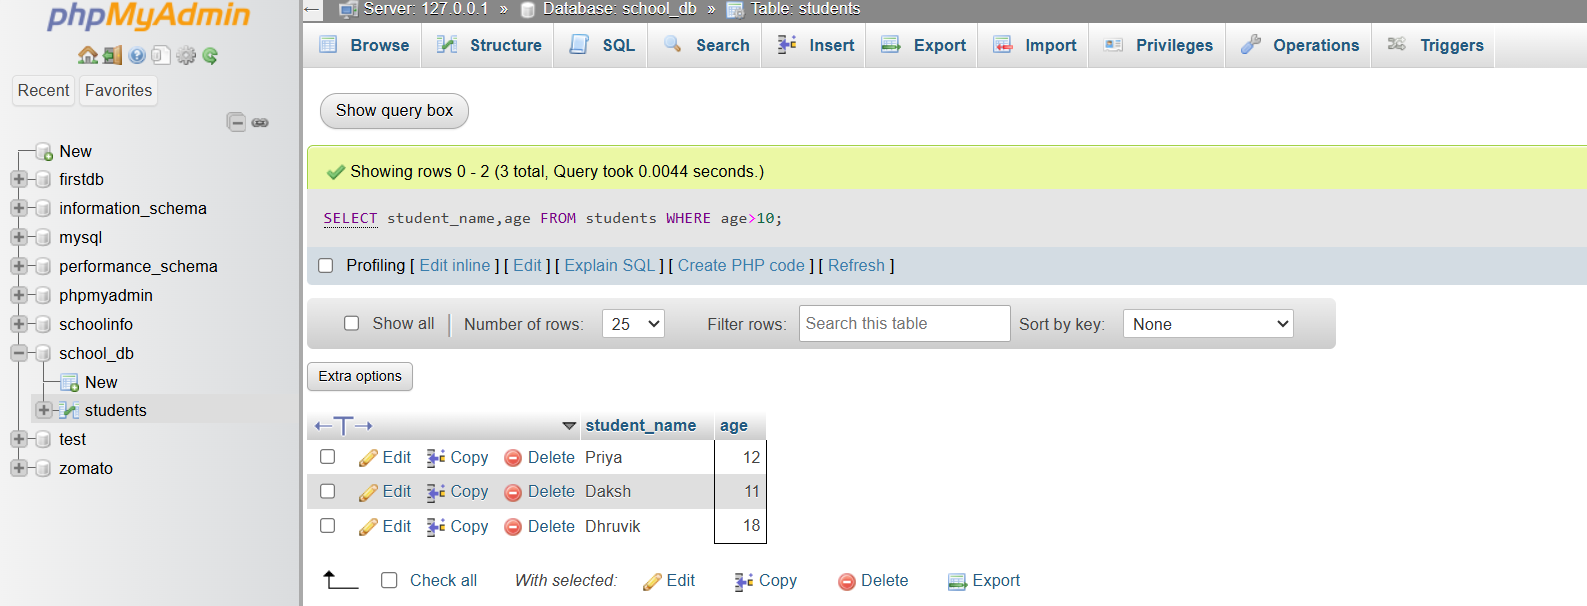 phpMyAdmin
Recent Favorites
New
firstdb
information_schema
mysql
performance_schema
phpmyadmin
schoolinfo
school_db
New
students
test
zomato
Server: 127.0.0.1 » Database: school_db » Table: students
Browse Structure SQL Search Insert Export Import Privileges Operations Triggers
Show query box
Showing rows 0 - 2 (3 total, Query took 0.0044 seconds.)
SELECT student_name,age FROM students WHERE age>10;
Profiling [ Edit inline ] [ Edit ] [ Explain SQL ] [ Create PHP code ] [ Refresh ]
Show all Number of rows: 25 Filter rows: Search this table Sort by key: None
Extra options
←T→ student_name age
Edit Copy Delete Priya 12
Edit Copy Delete Daksh 11
Edit Copy Delete Dhruvik 18
Check all With selected: Edit Copy Delete Export